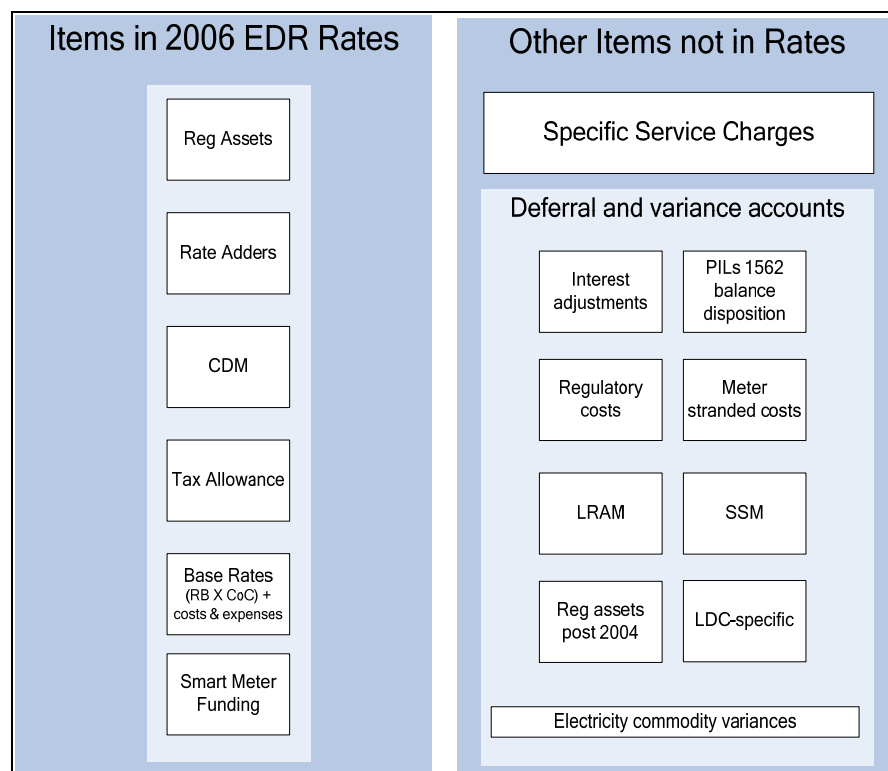 Items in 2006 EDR Rates
Reg Assets
Rate Adders
CDM
Tax Allowance
Base Rates
(RB X CoC) +
costs & expenses
Smart Meter
Funding
Other Items not in Rates
Specific Service Charges
Deferral and variance accounts
Interest
adjustments
PILs 1562
balance
disposition
Regulatory
costs
Meter
stranded costs
LRAM
SSM
Reg assets
post 2004
LDC-specific
Electricity commodity variances